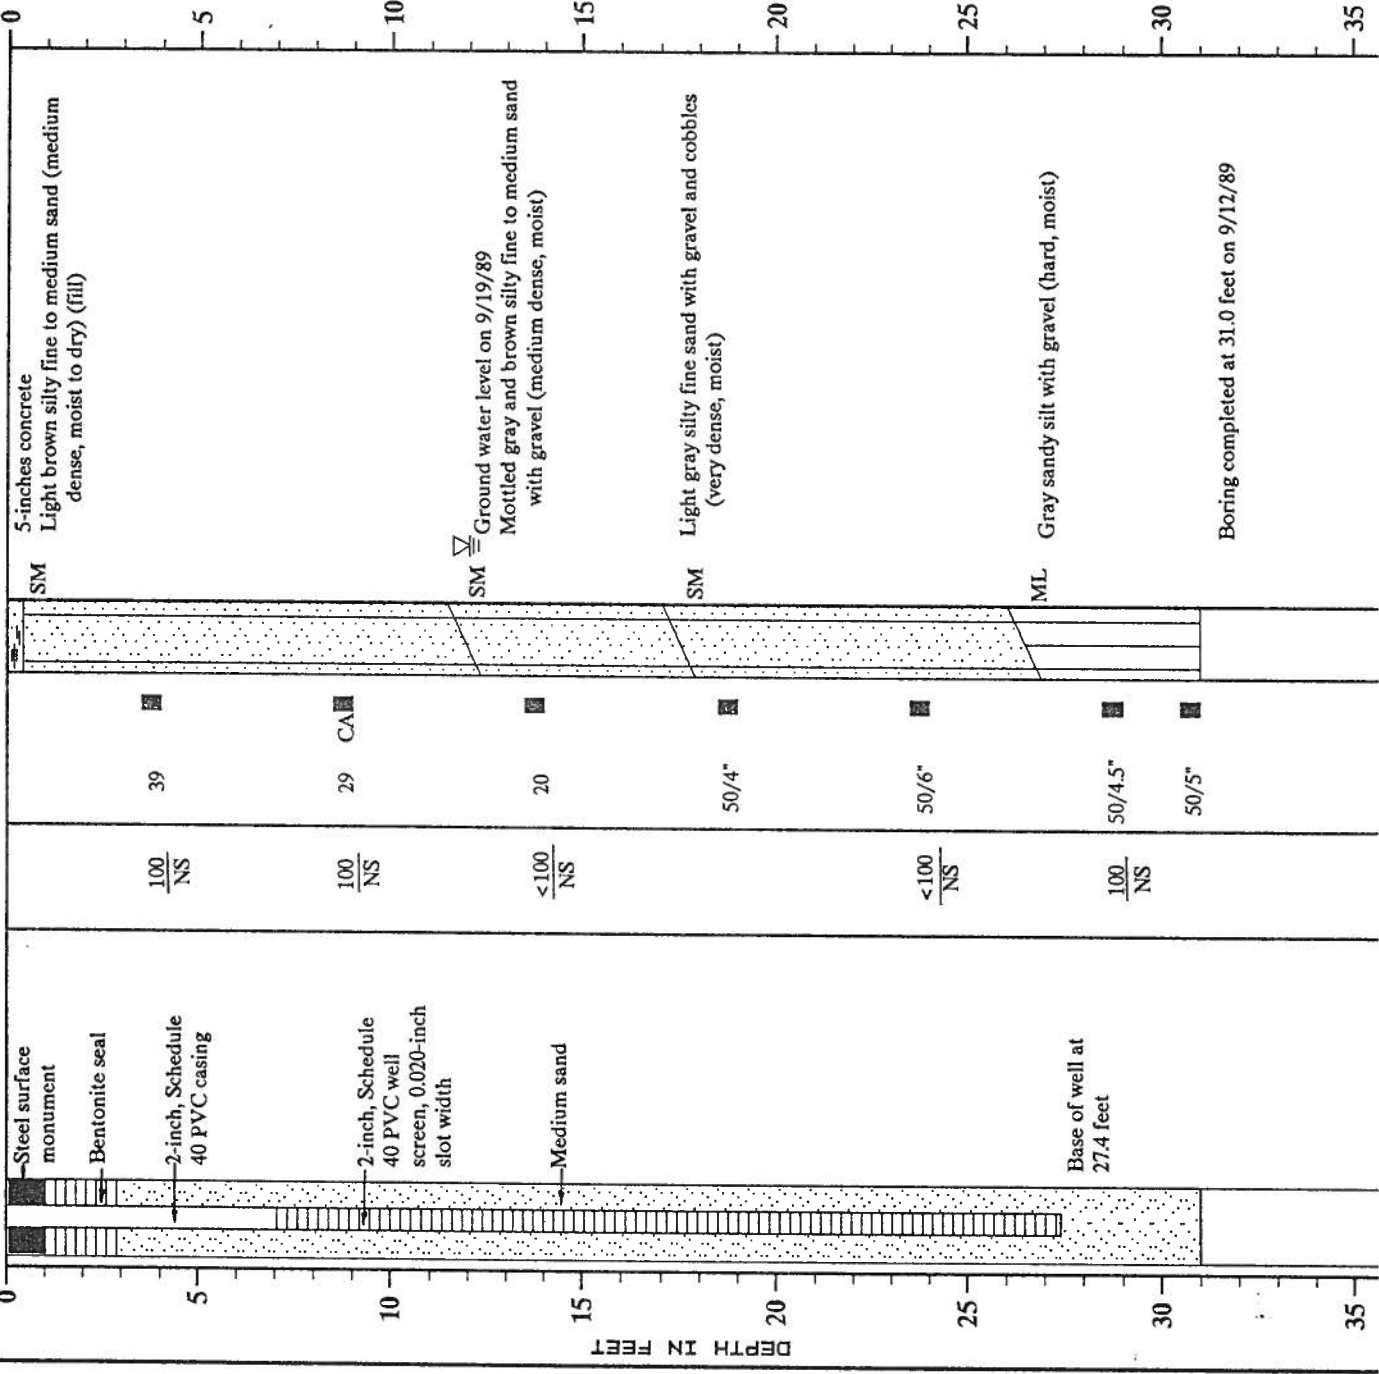 DEPTH IN FEET
0
5
10
15
20
25
30
35
Steel surface
monument
Bentonite seal
2-inch, Schedule
40 PVC casing
2-inch, Schedule
40 PVC well
screen, 0.020-inch
slot width
Medium sand
Base of well at
27.4 feet
100
NS
100
NS
<100
NS
<100
NS
100
NS
39
29
20
50/4"
50/6"
50/4.5"
50/5"
CA
SM
SM
SM
ML
5-inches concrete
Light brown silty fine to medium sand (medium
dense, moist to dry) (fill)
Ground water level on 9/19/89
Mottled gray and brown silty fine to medium sand
with gravel (medium dense, moist)
Light gray silty fine sand with gravel and cobbles
(very dense, moist)
Gray sandy silt with gravel (hard, moist)
Boring completed at 31.0 feet on 9/12/89
0
5
10
15
20
25
30
35